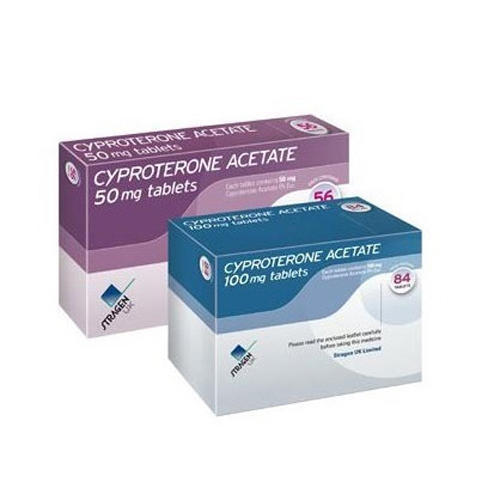 CYPROTERONE ACETATE
50 mg tablets
56
CYPROTERONE ACETATE
50 mg tablets
Each tablet contains 50 mg
Cyproterone Acetate Ph Eur.
56
STRAGEN
UK
CYPROTERONE ACETATE
100 mg tablets
84
CYPROTERONE ACETATE
100 mg tablets
Each tablet contains 100 mg
Cyproterone Acetate Ph Eur.
84
TABLETS
Please read the enclosed leaflet carefully
before taking this medicine
Stragen UK Limited
STRAGEN
UK